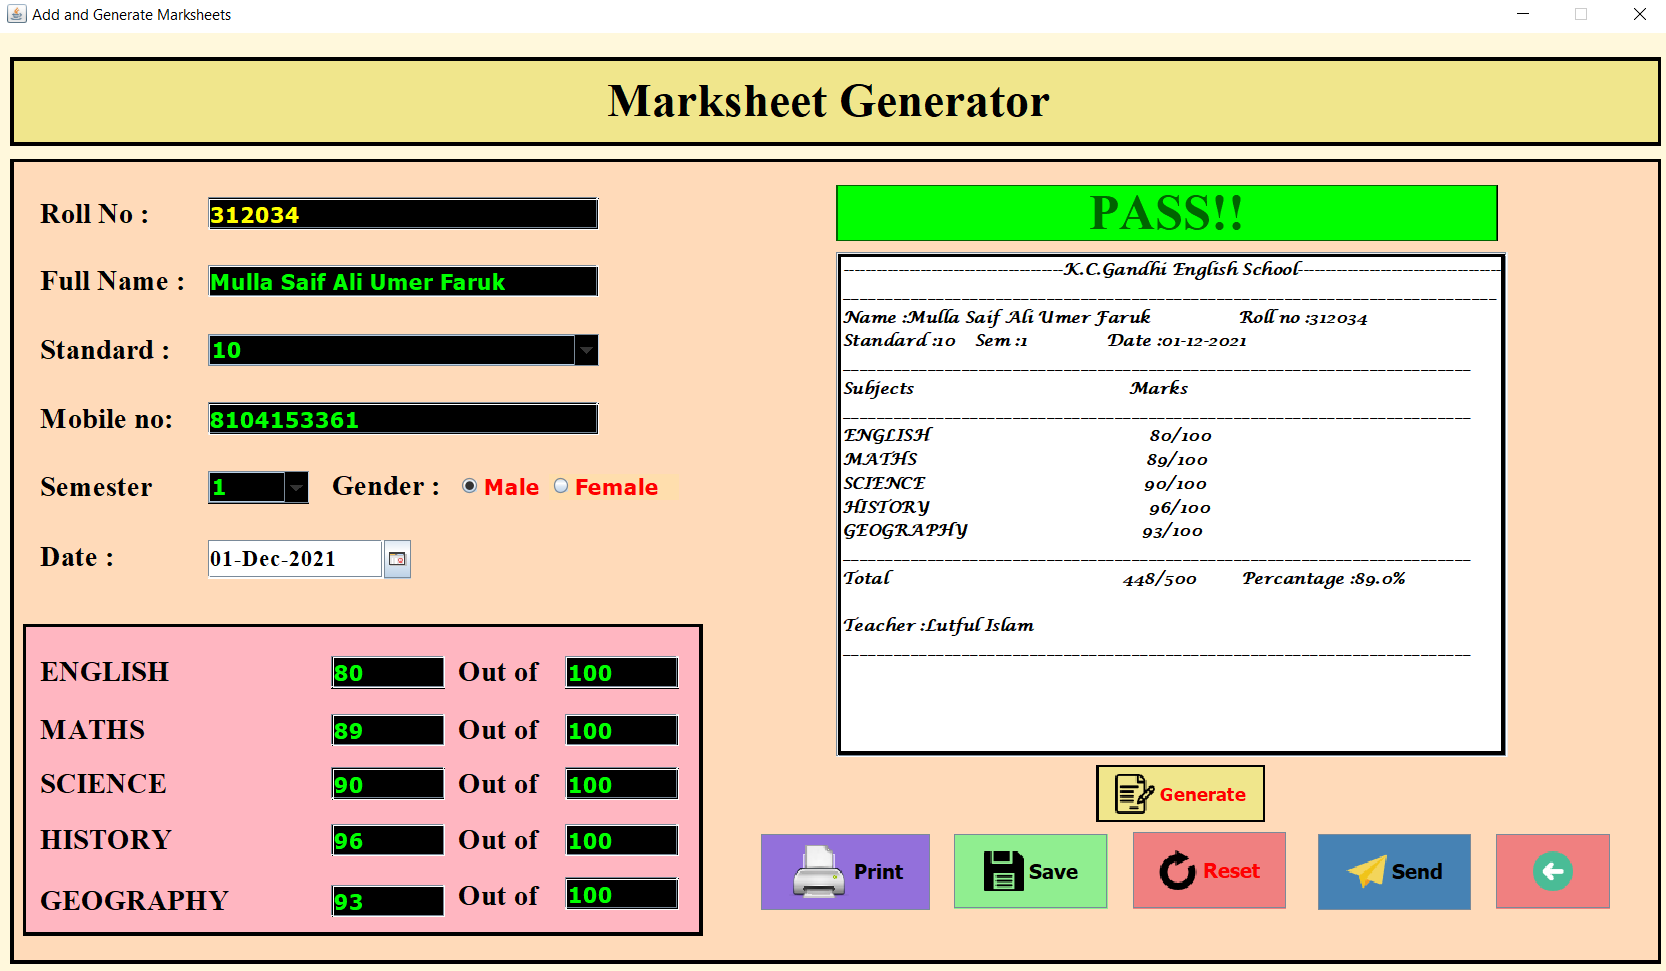 Add and Generate Marksheets
Marksheet Generator
Roll No : 312034
Full Name : Mulla Saif Ali Umer Faruk
Standard : 10
Mobile no: 8104153361
Semester 1 Gender : Male Female
Date : 01-Dec-2021
ENGLISH 80 Out of 100
MATHS 89 Out of 100
SCIENCE 90 Out of 100
HISTORY 96 Out of 100
GEOGRAPHY 93 Out of 100
PASS!!
-------------------------K.C.Gandhi English School-------------------------
Name :Mulla Saif Ali Umer Faruk Roll no :312034
Standard :10 Sem :1 Date :01-12-2021
Subjects Marks
ENGLISH 80/100
MATHS 89/100
SCIENCE 90/100
HISTORY 96/100
GEOGRAPHY 93/100
Total 448/500 Percantage :89.0%
Teacher :Lutful Islam
Generate
Print Save Reset Send